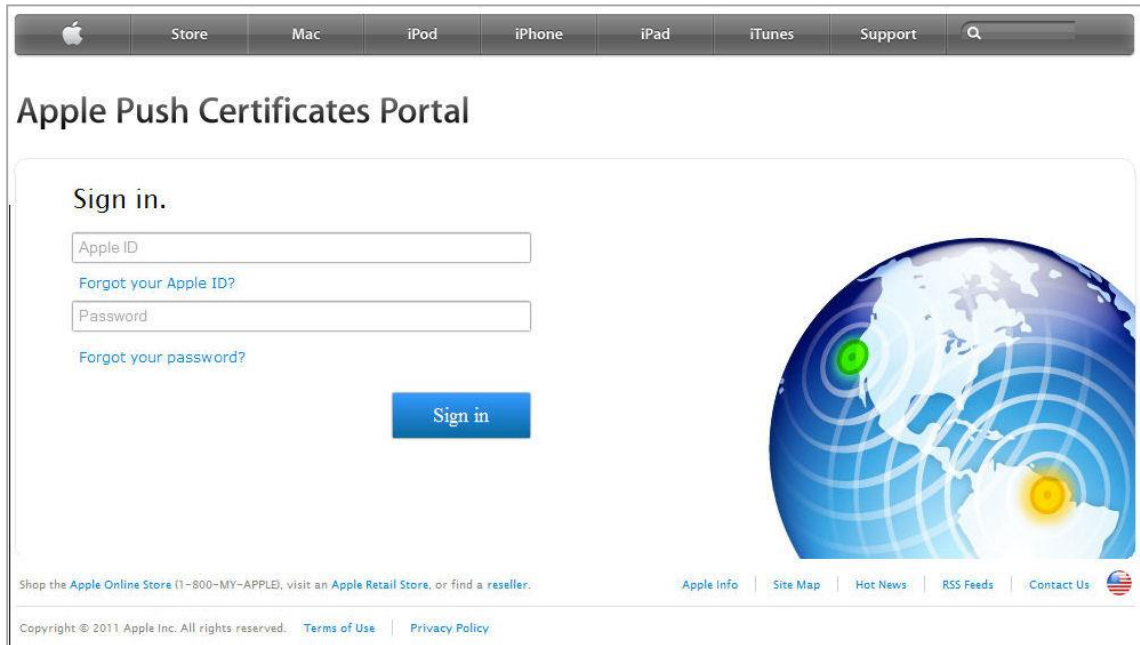 Store Mac iPod iPhone iPad iTunes Support
Apple Push Certificates Portal
Sign in.
Apple ID
Forgot your Apple ID?
Password
Forgot your password?
Sign in
Shop the Apple Online Store (1-800-MY-APPLE), visit an Apple Retail Store, or find a reseller. Apple Info Site Map Hot News RSS Feeds Contact Us
Copyright © 2011 Apple Inc. All rights reserved. Terms of Use Privacy Policy